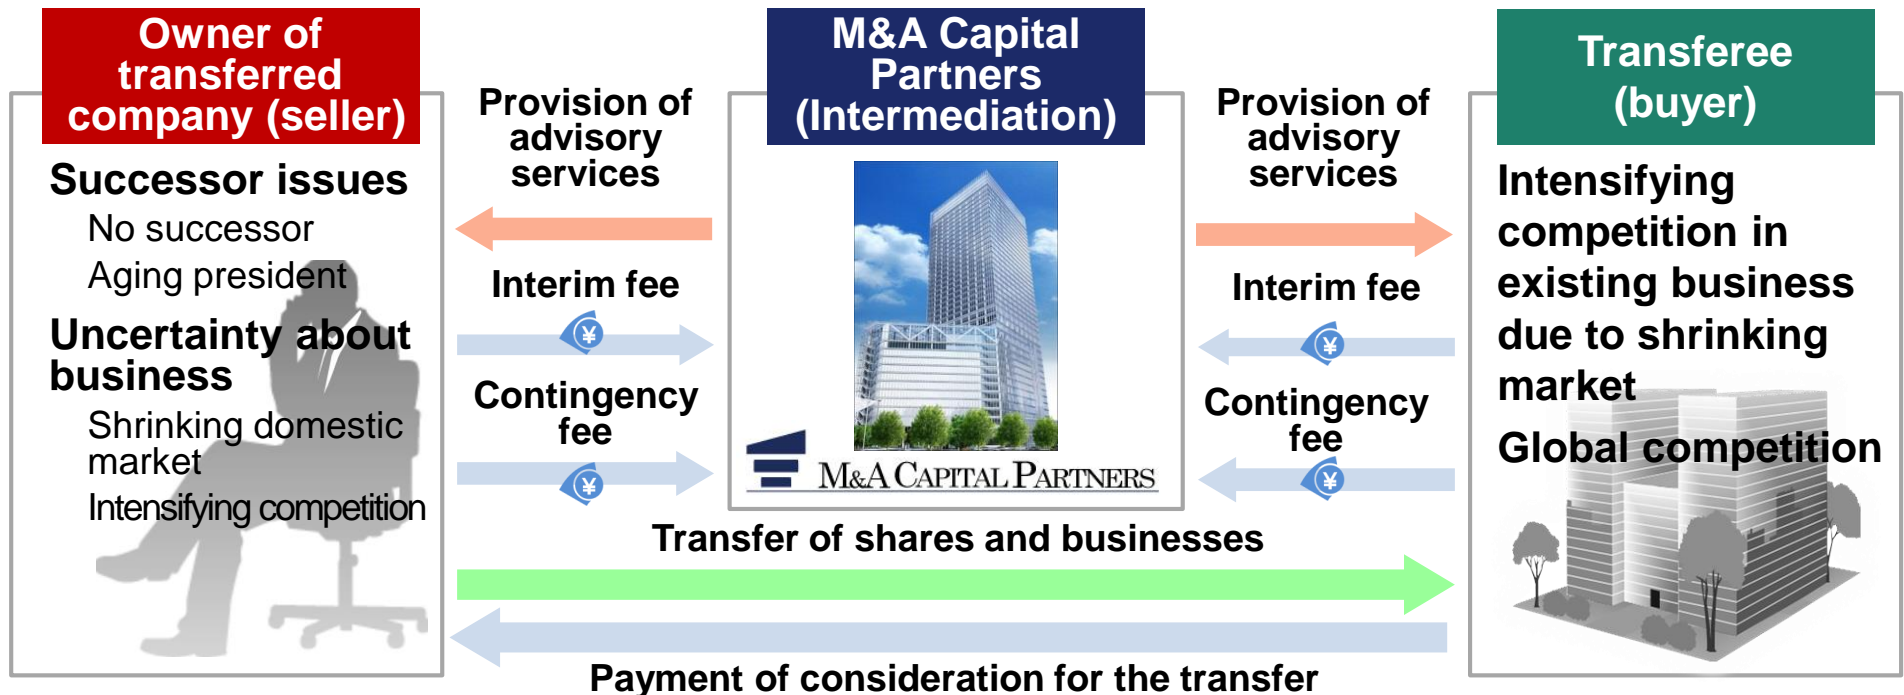 Owner of
transferred
company (seller)
Successor issues
No successor
Aging president
Uncertainty about
business
Shrinking domestic
market
Intensifying competition
Provision of
advisory
services
Interim fee
¥
Contingency
fee
¥
M&A Capital
Partners
(Intermediation)
M&A CAPITAL PARTNERS
Provision of
advisory
services
Interim fee
¥
Contingency
fee
¥
Transferee
(buyer)
Intensifying
competition in
existing business
due to shrinking
market
Global competition
Transfer of shares and businesses
Payment of consideration for the transfer